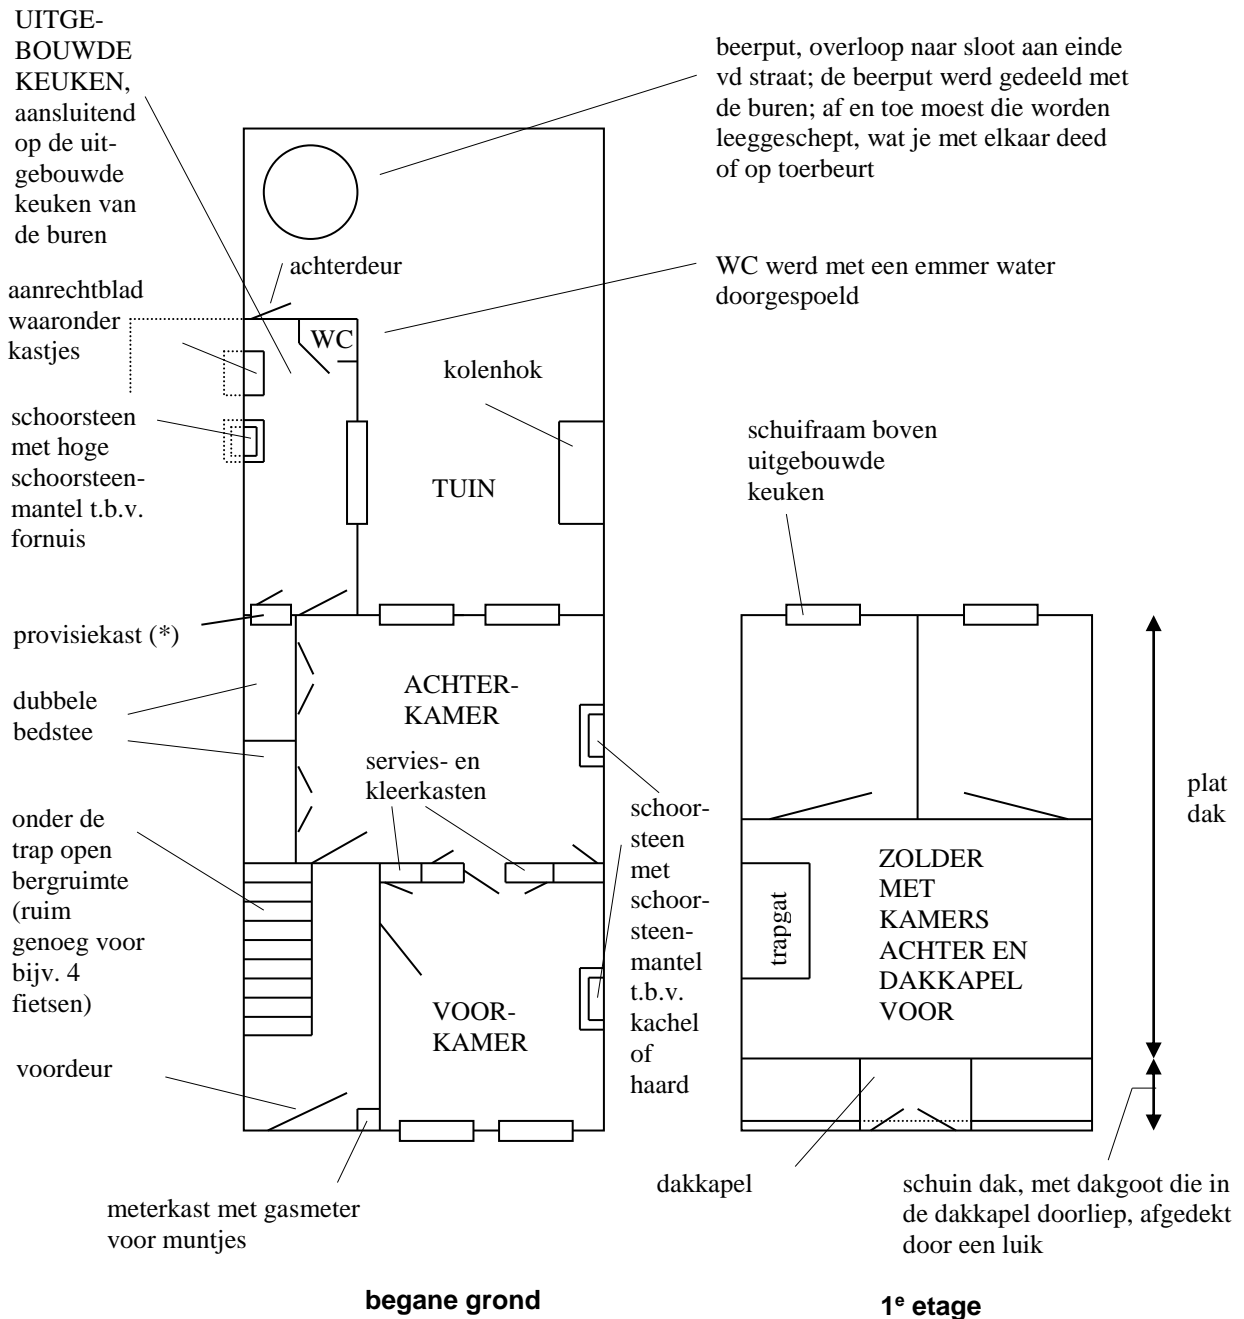 UITGE-
BOUWDE
KEUKEN,
aansluitend
op de uit-
gebouwde
keuken van
de buren
beerput, overloop naar sloot aan einde
vd straat; de beerput werd gedeeld met
de buren; af en toe moest die worden
leeggeschept, wat je met elkaar deed
of op toerbeurt
achterdeur
WC werd met een emmer water
doorgespoeld
aanrechtblad
waaronder
kastjes
WC
kolenhok
schoorsteen
met hoge
schoorsteen-
mantel t.b.v.
fornuis
TUIN
schuifraam boven
uitgebouwde
keuken
provisiekast (*)
dubbele
bedstee
ACHTER-
KAMER
servies- en
kleerkasten
plat
dak
onder de
trap open
bergruimte
(ruim
genoeg voor
bijv. 4
fietsen)
schoor-
steen
met
schoor-
steen-
mantel
t.b.v.
kachel
of
haard
trapgat
ZOLDER
MET
KAMERS
ACHTER EN
DAKKAPEL
VOOR
VOOR-
KAMER
voordeur
meterkast met gasmeter
voor muntjes
dakkapel
schuin dak, met dakgoot die in
de dakkapel doorliep, afgedekt
door een luik
begane grond
1e etage